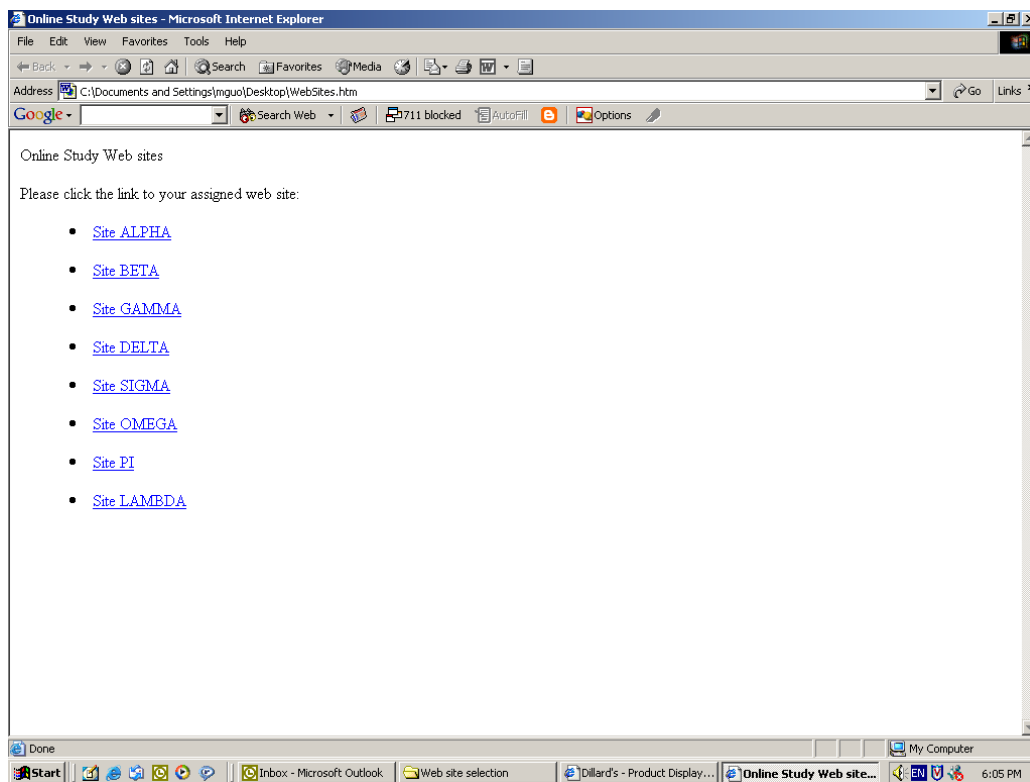 Online Study Web sites - Microsoft Internet Explorer
File Edit View Favorites Tools Help
Back Search Favorites Media
Address C:\Documents and Settings\mguo\Desktop\WebSites.htm Go Links »
Google Search Web 711 blocked AutoFill Options
Online Study Web sites
Please click the link to your assigned web site:
• Site ALPHA
• Site BETA
• Site GAMMA
• Site DELTA
• Site SIGMA
• Site OMEGA
• Site PI
• Site LAMBDA
Done My Computer
Start Inbox - Microsoft Outlook Web site selection Dillard's - Product Display... Online Study Web site... EN 6:05 PM